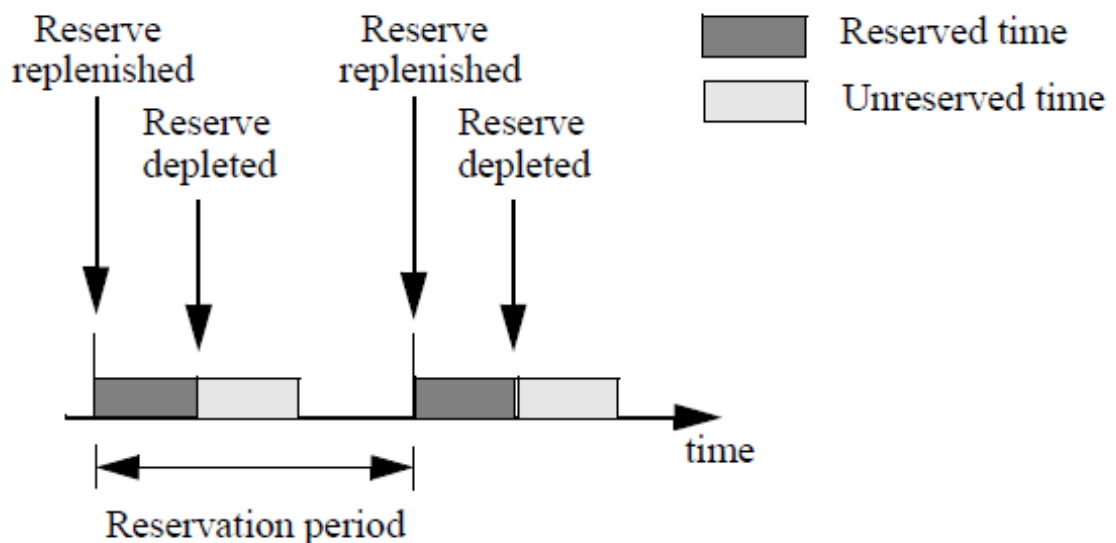 Reserve
replenished
Reserve
replenished
Reserved time
Unreserved time
Reserve
depleted
Reserve
depleted
time
Reservation period